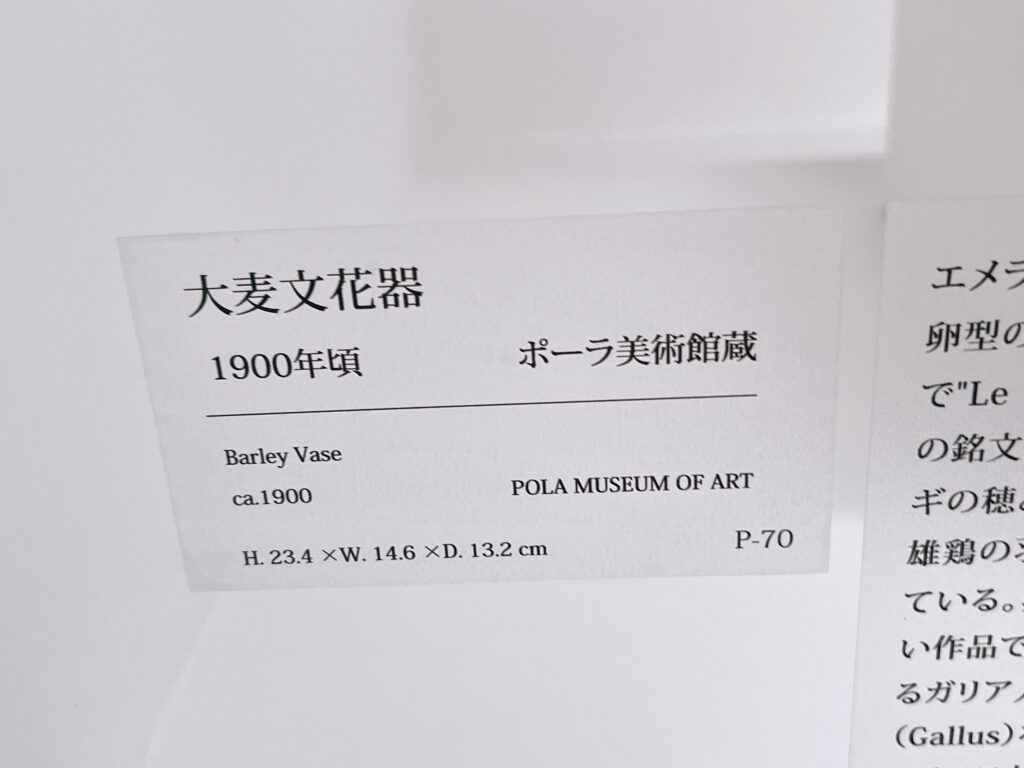 大麦文花器
1900年頃 ポーラ美術館蔵
Barley Vase
ca.1900 POLA MUSEUM OF ART
H. 23.4 ×W. 14.6 ×D. 13.2 cm P-70
エメラ
卵型の
で"Le
の銘文
ギの穂
雄鶏の
ている。
い作品で
るガリア
(Gallus)